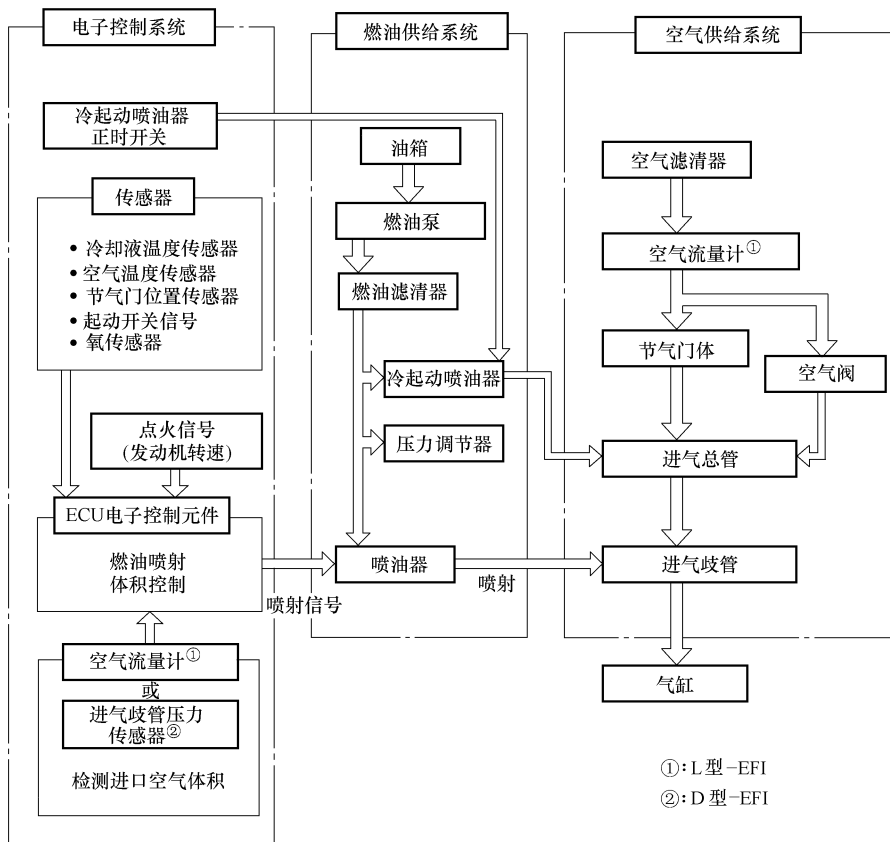 电子控制系统
燃油供给系统
空气供给系统
冷起动喷油器
正时开关
油箱
空气滤清器
传感器
燃油泵
• 冷却液温度传感器
• 空气温度传感器
• 节气门位置传感器
• 起动开关信号
• 氧传感器
空气流量计①
燃油滤清器
节气门体
空气阀
冷起动喷油器
点火信号
(发动机转速)
压力调节器
进气总管
ECU电子控制元件
燃油喷射
体积控制
喷油器
进气歧管
喷射信号
喷射
空气流量计①
或
进气歧管压力
传感器②
检测进口空气体积
气缸
①:L型-EFI
②:D型-EFI